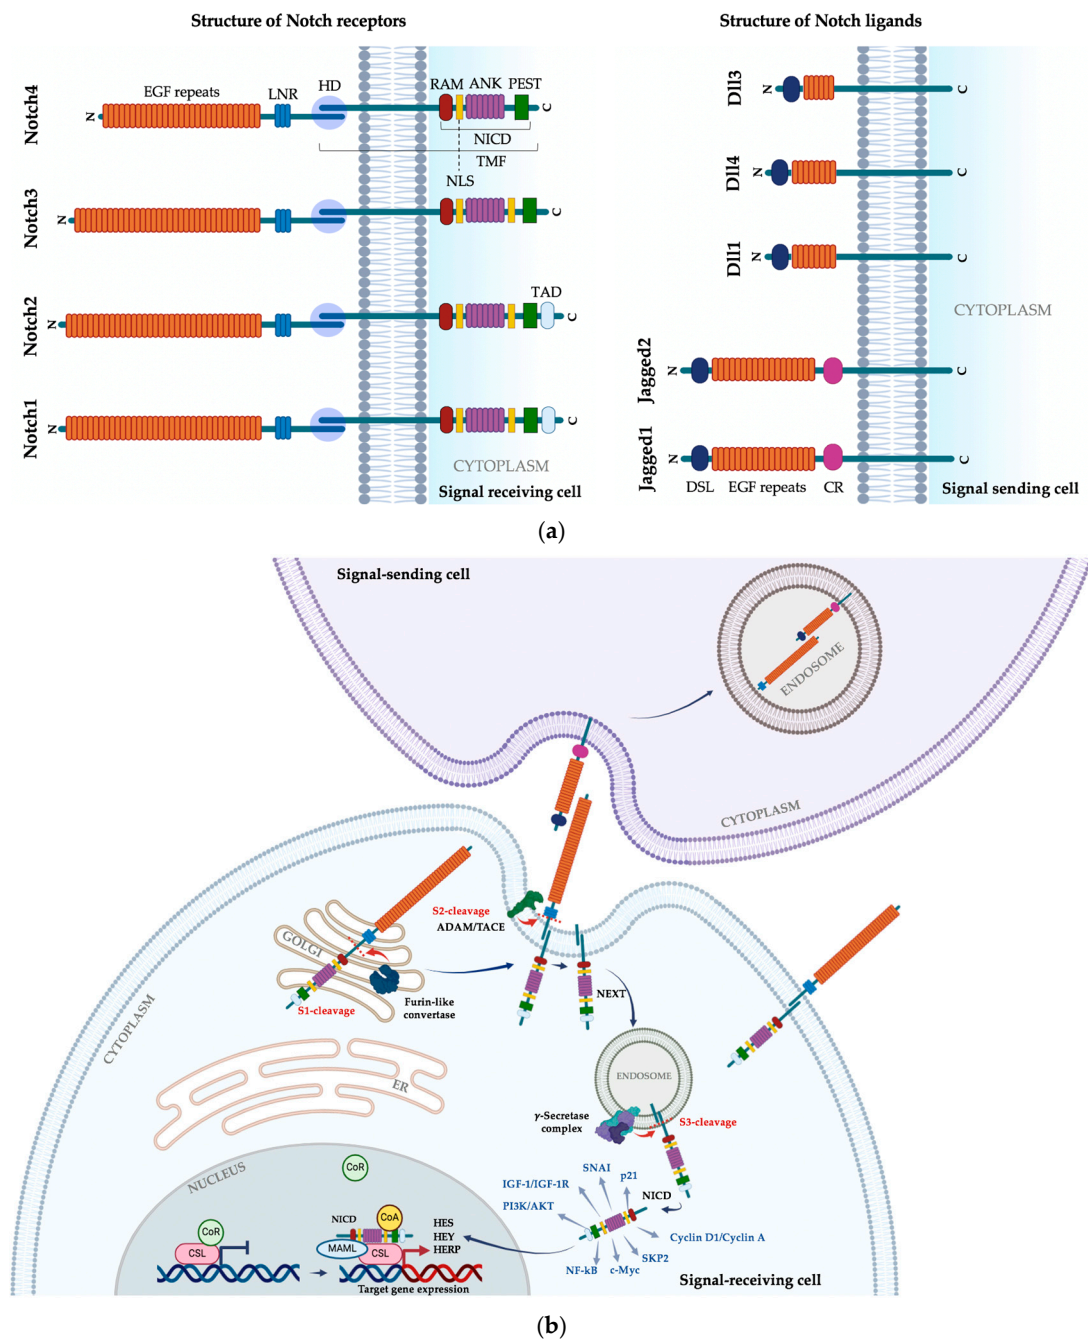 Structure of Notch receptors
Structure of Notch ligands
Notch4
N
EGF repeats
LNR
HD
RAM
ANK
PEST
C
NICD
TMF
NLS
Notch3
N
C
Notch2
N
TAD
C
Notch1
N
C
CYTOPLASM
Signal receiving cell
Dll3
N
C
Dll4
N
C
Dll1
N
C
CYTOPLASM
Jagged2
N
C
Jagged1
N
C
DSL
EGF repeats
CR
Signal sending cell
(a)
Signal-sending cell
ENDOSOME
CYTOPLASM
S2-cleavage
ADAM/TACE
GOLGI
Furin-like
convertase
S1-cleavage
NEXT
CYTOPLASM
ER
ENDOSOME
γ-Secretase
complex
S3-cleavage
NUCLEUS
CoR
SNAI
p21
IGF-1/IGF-1R
NICD
PI3K/AKT
Cyclin D1/Cyclin A
SKP2
c-Myc
NF-kB
CoR
CSL
NICD
CoA
MAML
CSL
HES
HEY
HERP
Target gene expression
Signal-receiving cell
(b)